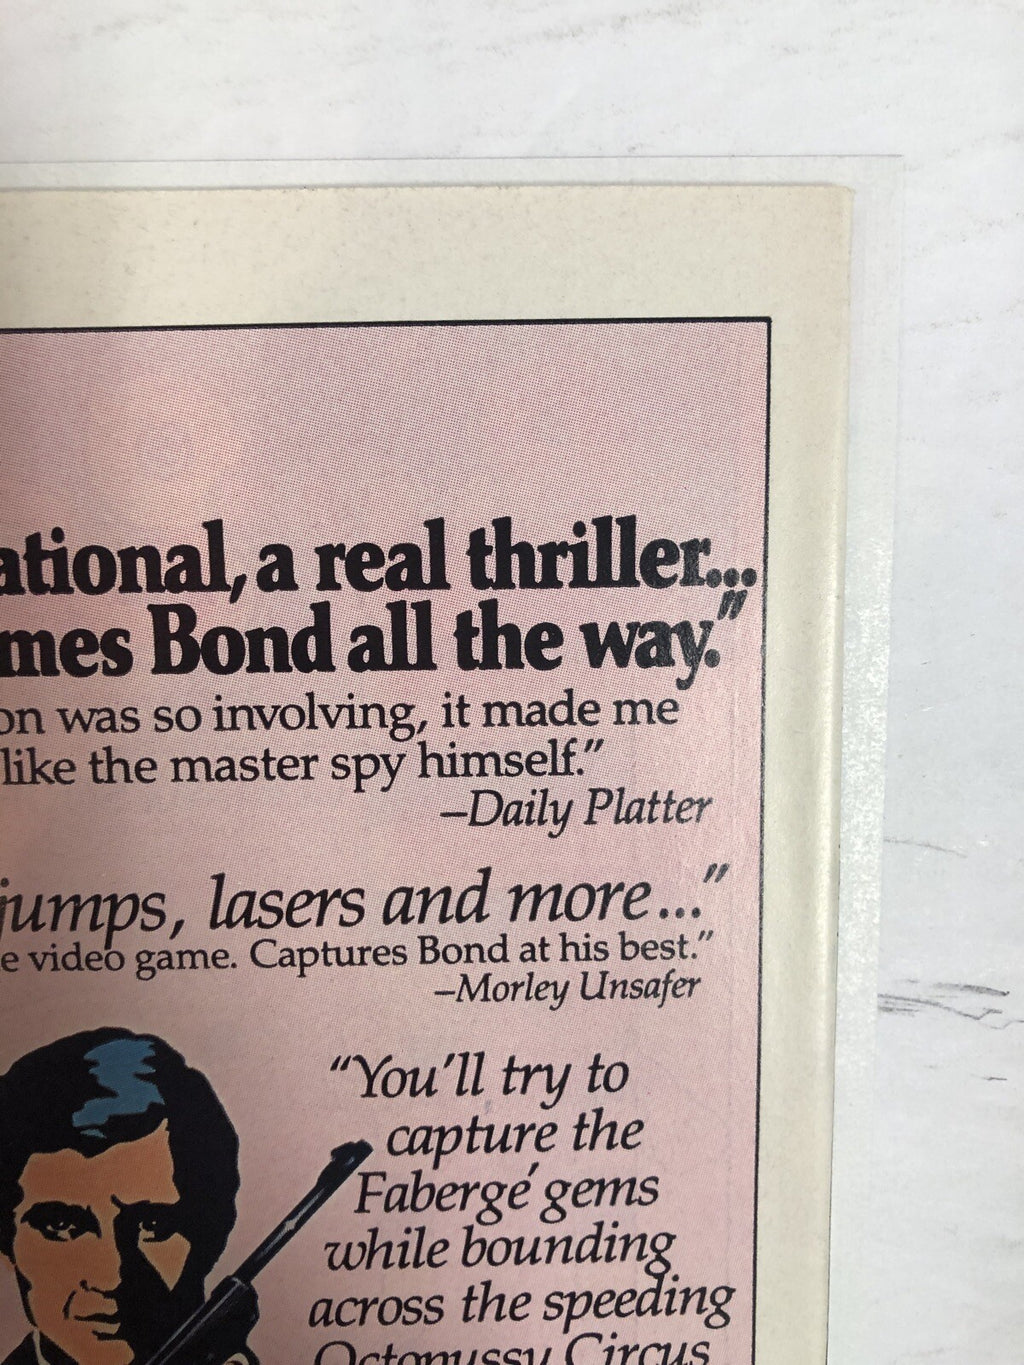 ational, a real thriller...
mes Bond all the way."
on was so involving, it made me
like the master spy himself."
–Daily Platter
jumps, lasers and more..."
e video game. Captures Bond at his best."
–Morley Unsafer
"You'll try to
capture the
Fabergé gems
while bounding
across the speeding
Octopussy Circus